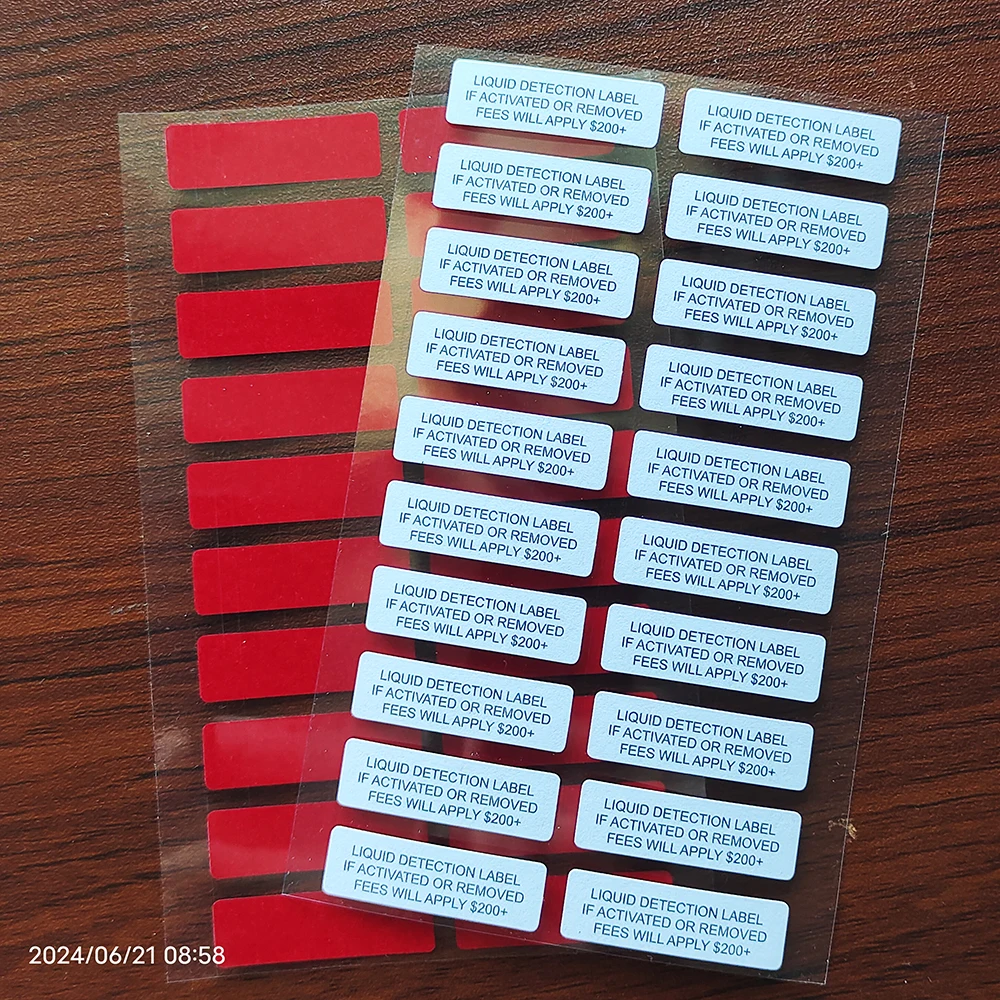 LIQUID DETECTION LABEL
IF ACTIVATED OR REMOVED
FEES WILL APPLY $200+
LIQUID DETECTION LABEL
IF ACTIVATED OR REMOVED
FEES WILL APPLY $200+
LIQUID DETECTION LABEL
IF ACTIVATED OR REMOVED
FEES WILL APPLY $200+
LIQUID DETECTION LABEL
IF ACTIVATED OR REMOVED
FEES WILL APPLY $200+
LIQUID DETECTION LABEL
IF ACTIVATED OR REMOVED
FEES WILL APPLY $200+
LIQUID DETECTION LABEL
IF ACTIVATED OR REMOVED
FEES WILL APPLY $200+
LIQUID DETECTION LABEL
IF ACTIVATED OR REMOVED
FEES WILL APPLY $200+
LIQUID DETECTION LABEL
IF ACTIVATED OR REMOVED
FEES WILL APPLY $200+
LIQUID DETECTION LABEL
IF ACTIVATED OR REMOVED
FEES WILL APPLY $200+
LIQUID DETECTION LABEL
IF ACTIVATED OR REMOVED
FEES WILL APPLY $200+
LIQUID DETECTION LABEL
IF ACTIVATED OR REMOVED
FEES WILL APPLY $200+
LIQUID DETECTION LABEL
IF ACTIVATED OR REMOVED
FEES WILL APPLY $200+
LIQUID DETECTION LABEL
IF ACTIVATED OR REMOVED
FEES WILL APPLY $200+
LIQUID DETECTION LABEL
IF ACTIVATED OR REMOVED
FEES WILL APPLY $200+
LIQUID DETECTION LABEL
IF ACTIVATED OR REMOVED
FEES WILL APPLY $200+
LIQUID DETECTION LABEL
IF ACTIVATED OR REMOVED
FEES WILL APPLY $200+
LIQUID DETECTION LABEL
IF ACTIVATED OR REMOVED
FEES WILL APPLY $200+
LIQUID DETECTION LABEL
IF ACTIVATED OR REMOVED
FEES WILL APPLY $200+
LIQUID DETECTION LABEL
IF ACTIVATED OR REMOVED
FEES WILL APPLY $200+
LIQUID DETECTION LABEL
IF ACTIVATED OR REMOVED
FEES WILL APPLY $200+
2024/06/21 08:58